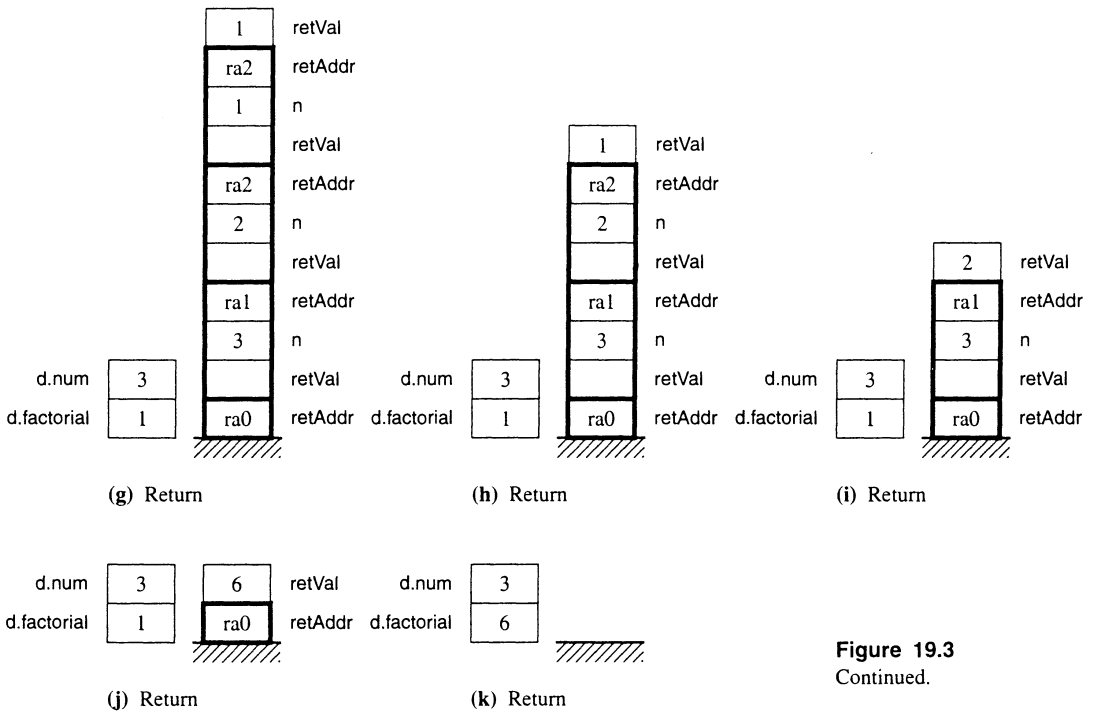 1 retVal
ra2 retAddr
1 n
retVal
ra2 retAddr
2 n
retVal
ra1 retAddr
3 n
d.num 3 retVal
d.factorial 1 ra0 retAddr
(g) Return
1 retVal
ra2 retAddr
2 n
retVal
ra1 retAddr
3 n
d.num 3 retVal
d.factorial 1 ra0 retAddr
(h) Return
2 retVal
ra1 retAddr
3 n
d.num 3 retVal
d.factorial 1 ra0 retAddr
(i) Return
d.num 3 6 retVal
d.factorial 1 ra0 retAddr
(j) Return
d.num 3
d.factorial 6
(k) Return
Figure 19.3
Continued.